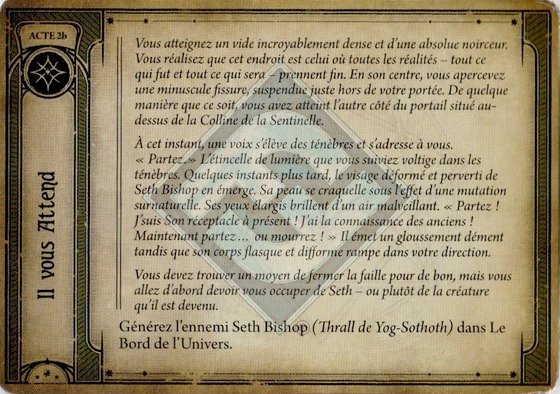 ACTE 2b
Il vous Attend
Vous atteignez un vide incroyablement dense et d'une absolue noirceur.
Vous réalisez que cet endroit est celui où toutes les réalités – tout ce
qui fut et tout ce qui sera – prennent fin. En son centre, vous apercevez
une minuscule fissure, suspendue juste hors de votre portée. De quelque
manière que ce soit, vous avez atteint l'autre côté du portail situé au-
dessus de la Colline de la Sentinelle.
À cet instant, une voix s'élève des ténèbres et s'adresse à vous.
« Partez. » L'étincelle de lumière que vous suiviez voltige dans les
ténèbres. Quelques instants plus tard, le visage déformé et perverti de
Seth Bishop en émerge. Sa peau se craquelle sous l'effet d'une mutation
surnaturelle. Ses yeux élargis brillent d'un air malveillant. « Partez !
J'suis Son réceptacle à présent ! J'ai la connaissance des anciens !
Maintenant partez… ou mourrez ! » Il émet un gloussement dément
tandis que son corps flasque et difforme rampe dans votre direction.
Vous devez trouver un moyen de fermer la faille pour de bon, mais vous
allez d'abord devoir vous occuper de Seth – ou plutôt de la créature
qu'il est devenu.
Générez l'ennemi Seth Bishop (Thrall de Yog-Sothoth) dans Le
Bord de l'Univers.